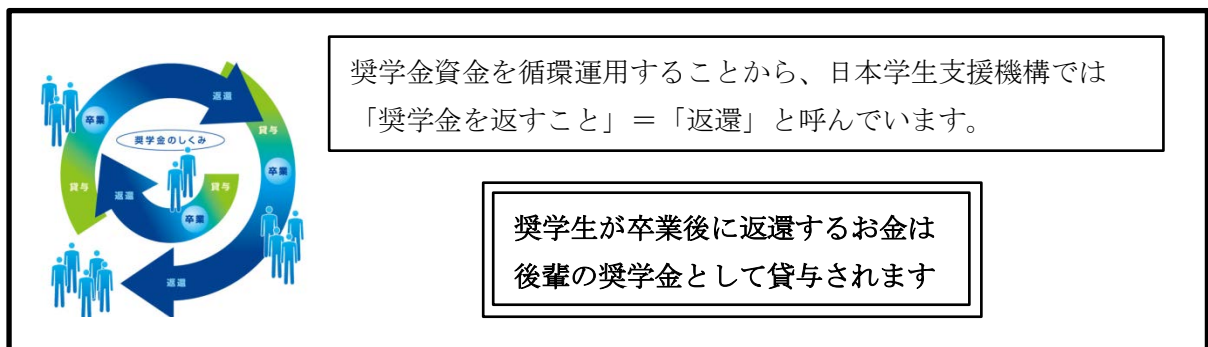 奨学金資金を循環運用することから、日本学生支援機構では
「奨学金を返すこと」＝「返還」と呼んでいます。
返還
卒業
貸与
奨学金のしくみ
卒業
貸与
返還
貸与
卒業
返還
奨学生が卒業後に返還するお金は
後輩の奨学金として貸与されます